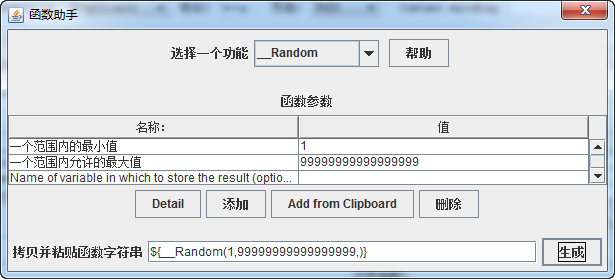 函数助手
选择一个功能 __Random 帮助
函数参数
名称: 值
一个范围内的最小值 1
一个范围内允许的最大值 99999999999999999
Name of variable in which to store the result (optio...
Detail 添加 Add from Clipboard 删除
拷贝并粘贴函数字符串 ${__Random(1,99999999999999999,)} 生成